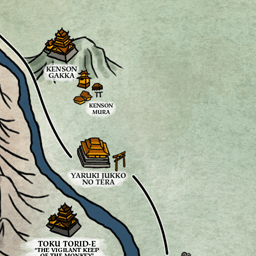 KENSON
GAKKA
KENSON
MURA
YARUKI JUKKO
NO TERA
TOKU TORID-E
"THE VIGILANT KEEP
OF THE MONKEY"